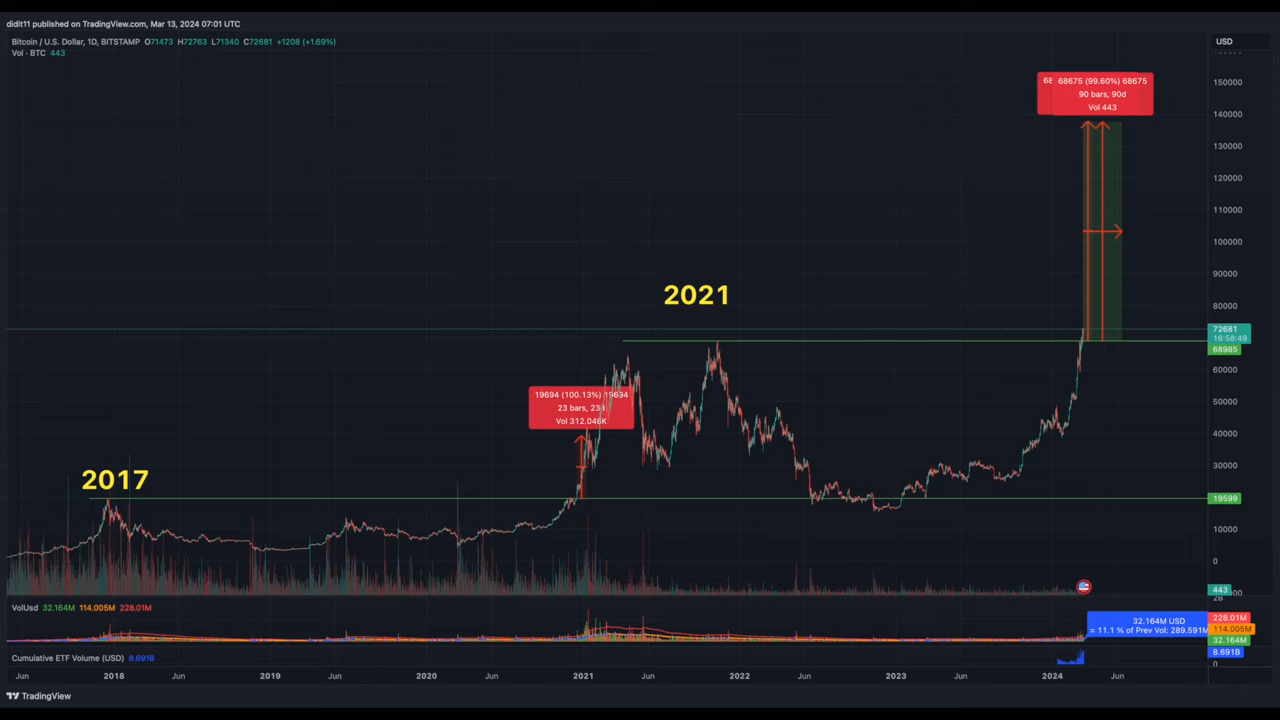 didit11 published on TradingView.com, Mar 13, 2024 07:01 UTC
Bitcoin / U.S. Dollar, 1D, BITSTAMP O71473 H72763 L71340 C72681 +1208 (+1.69%)
USD
Vol · BTC 443
68 68675 (99.60%) 68675
90 bars, 90d
Vol 443
150000
140000
130000
120000
110000
100000
90000
2021
80000
72681
16:58:49
68985
60000
19694 (100.13%) 19694
50000
23 bars, 23d
Vol 312.048K
40000
30000
2017
19599
10000
0
443
VolUsd 32.164M 114.005M 228.01M
32.164M USD
= 11.1 % of Prev Vol: 289.591M
228.01M
114.005M
32.164M
Cumulative ETF Volume (USD) 8.691B
8.691B
0
Jun 2018 Jun 2019 Jun 2020 Jun 2021 Jun 2022 Jun 2023 Jun 2024 Jun
TradingView